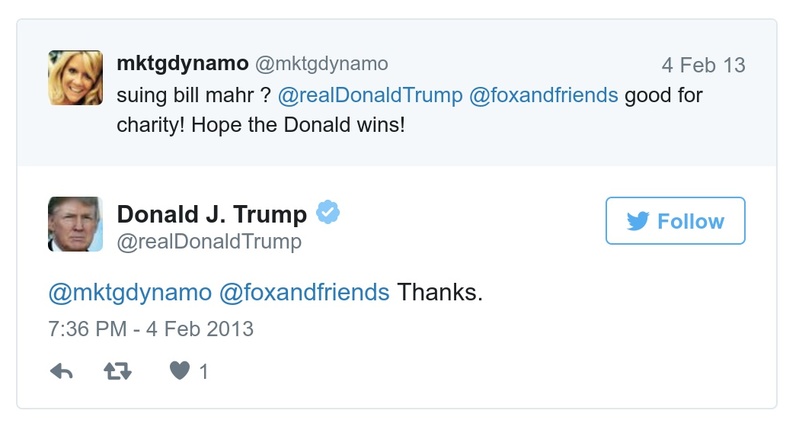 mktgdynamo @mktgdynamo 4 Feb 13
suing bill mahr ? @realDonaldTrump @foxandfriends good for
charity! Hope the Donald wins!
Donald J. Trump
@realDonaldTrump
Follow
@mktgdynamo @foxandfriends Thanks.
7:36 PM - 4 Feb 2013
1